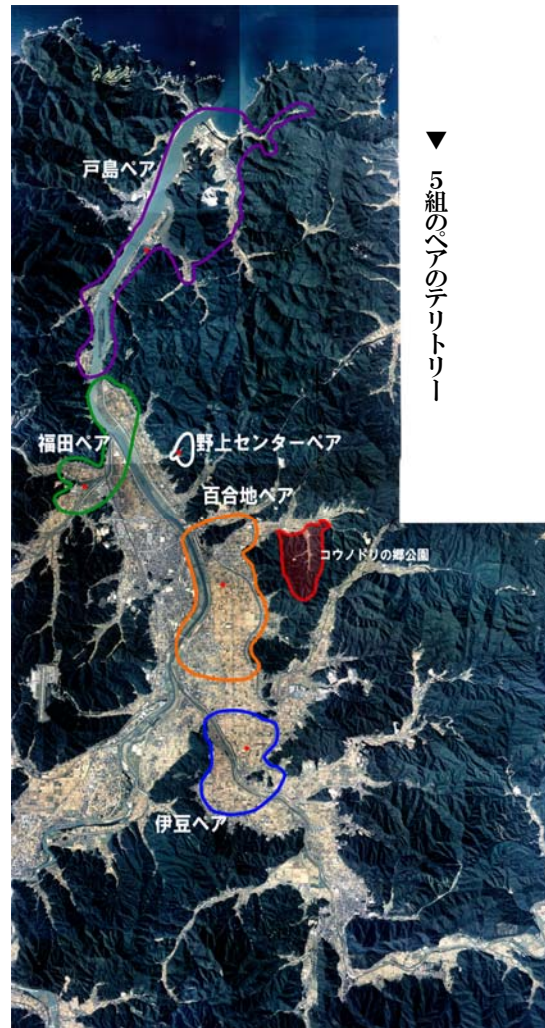 ▼ 5組のペアのテリトリー
戸島ペア
福田ペア
野上センターペア
百合地ペア
コウノドリの郷公園
伊豆ペア